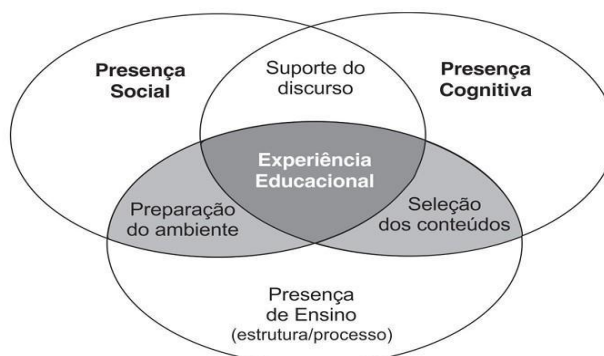 Presença
Social
Suporte do
discurso
Presença
Cognitiva
Experiência
Educacional
Preparação
do ambiente
Seleção
dos conteúdos
Presença
de Ensino
(estrutura/processo)